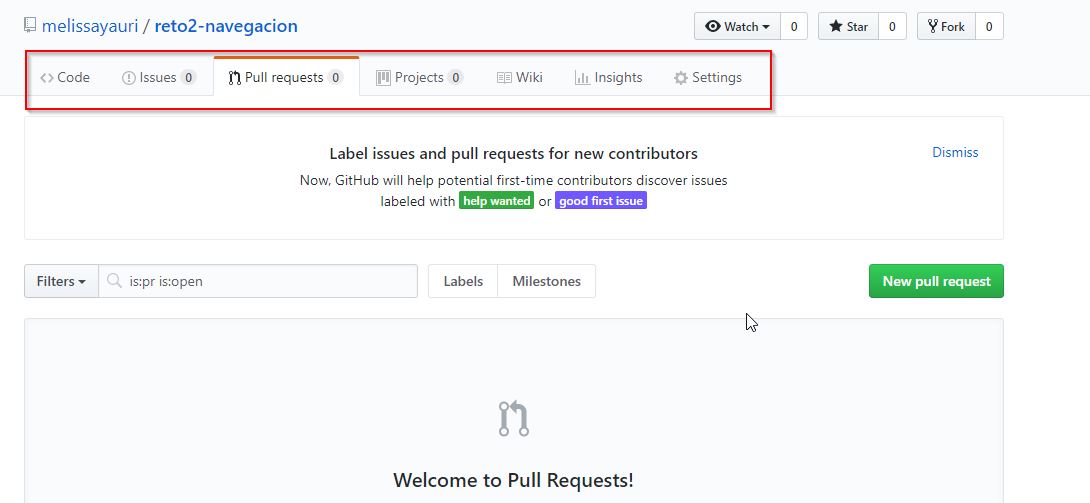 melissayauri / reto2-navegacion
Watch 0 Star 0 Fork 0
Code Issues 0 Pull requests 0 Projects 0 Wiki Insights Settings
Label issues and pull requests for new contributors
Dismiss
Now, GitHub will help potential first-time contributors discover issues
labeled with help wanted or good first issue
Filters is:pr is:open Labels Milestones New pull request
Welcome to Pull Requests!